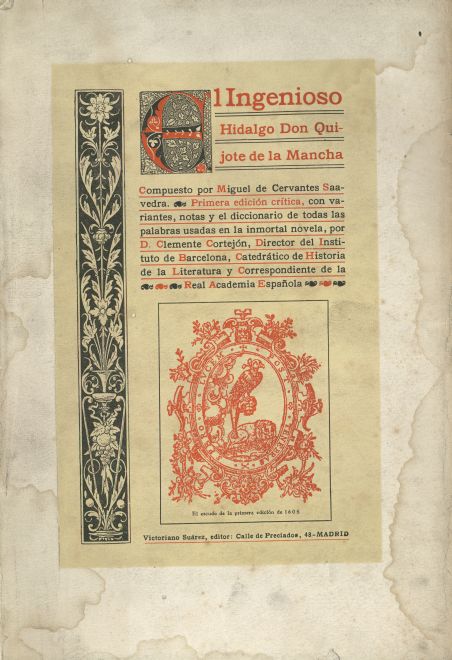 El Ingenioso
Hidalgo Don Qui-
jote de la Mancha
Compuesto por Miguel de Cervantes Saa-
vedra. Primera edición crítica, con va-
riantes, notas y el diccionario de todas las
palabras usadas en la inmortal novela, por
D. Clemente Cortejón, Director del Insti-
tuto de Barcelona, Catedrático de Historia
de la Literatura y Correspondiente de la
Real Academia Española
El escudo de la primera edición de 1605
Victoriano Suárez, editor: Calle de Preciados, 48-MADRID